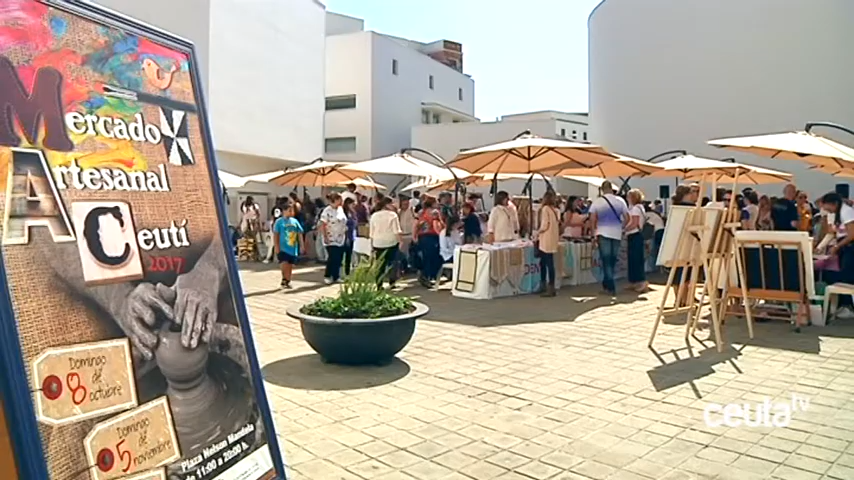 Mercado
Artesanal
Ceutí
2017
Domingo
8 de
octubre
Domingo
5 de
noviembre
Plaza Nelson Mandela
de 11:00 a 20:00 h.
ceuta tv